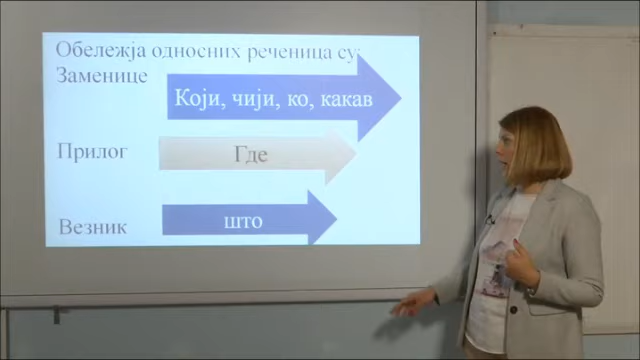 Обележја односних реченица су:
Заменице
Који, чији, ко, какав
Прилог
Где
Везник
што